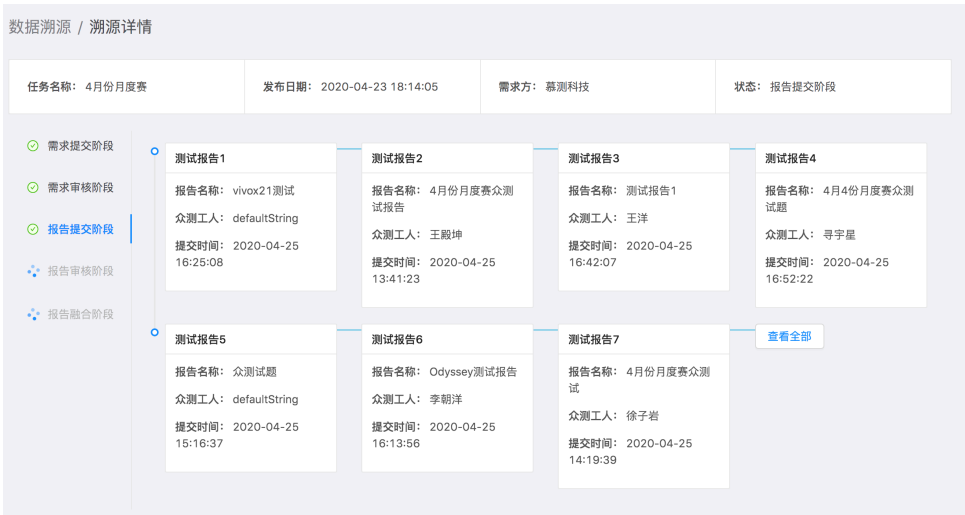 数据溯源 / 溯源详情
任务名称： 4月份月度赛
发布日期： 2020-04-23 18:14:05
需求方： 慕测科技
状态： 报告提交阶段
需求提交阶段
需求审核阶段
报告提交阶段
报告审核阶段
报告融合阶段
测试报告1
报告名称： vivox21测试
众测工人： defaultString
提交时间： 2020-04-25
16:25:08
测试报告2
报告名称： 4月份月度赛众测
试报告
众测工人： 王殿坤
提交时间： 2020-04-25
13:41:23
测试报告3
报告名称： 测试报告1
众测工人： 王洋
提交时间： 2020-04-25
16:42:07
测试报告4
报告名称： 4月4份月度赛众测
试题
众测工人： 寻宇星
提交时间： 2020-04-25
16:52:22
测试报告5
报告名称： 众测试题
众测工人： defaultString
提交时间： 2020-04-25
15:16:37
测试报告6
报告名称： Odyssey测试报告
众测工人： 李朝洋
提交时间： 2020-04-25
16:13:56
测试报告7
报告名称： 4月份月度赛众测
试
众测工人： 徐子岩
提交时间： 2020-04-25
14:19:39
查看全部